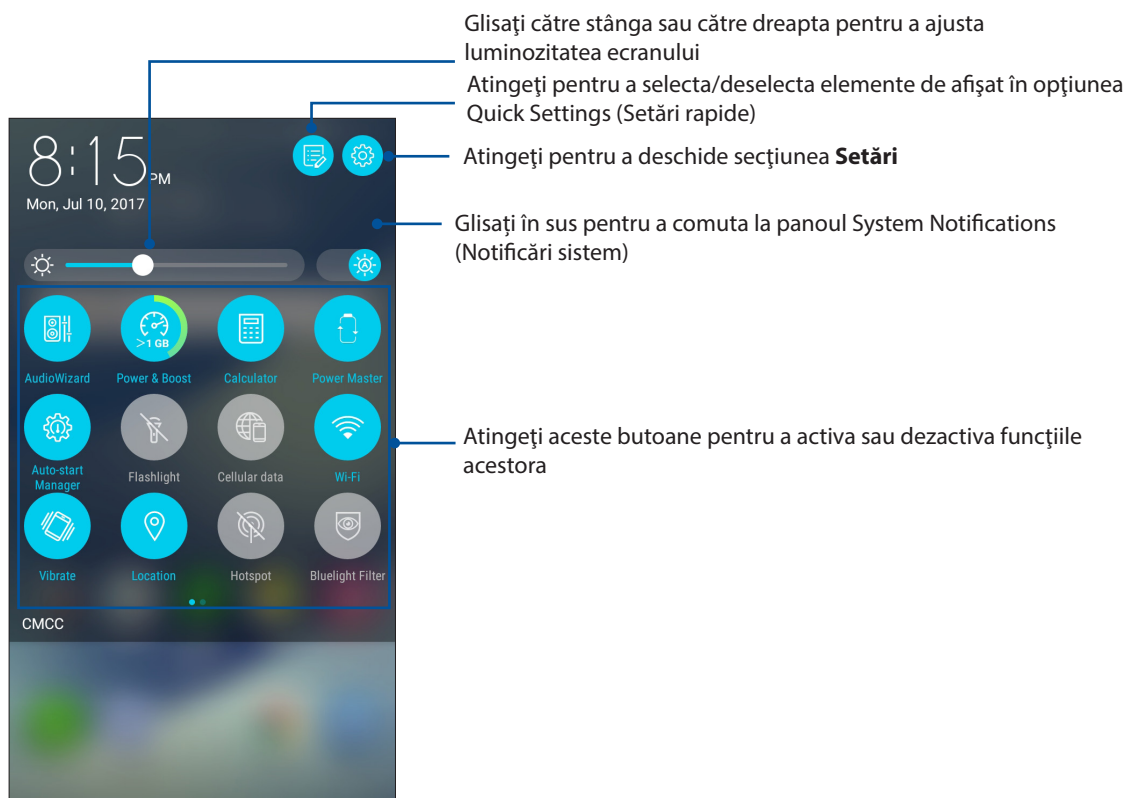 Glisaţi către stânga sau către dreapta pentru a ajusta
luminozitatea ecranului
Atingeţi pentru a selecta/deselecta elemente de afişat în opţiunea
Quick Settings (Setări rapide)
Atingeţi pentru a deschide secţiunea Setări
Glisați în sus pentru a comuta la panoul System Notifications
(Notificări sistem)
Atingeţi aceste butoane pentru a activa sau dezactiva funcţiile
acestora
8:15 PM
Mon, Jul 10, 2017
A
>1 GB
AudioWizard Power & Boost Calculator Power Master
Auto-start
Manager Flashlight Cellular data Wi-Fi
Vibrate Location Hotspot Bluelight Filter
CMCC